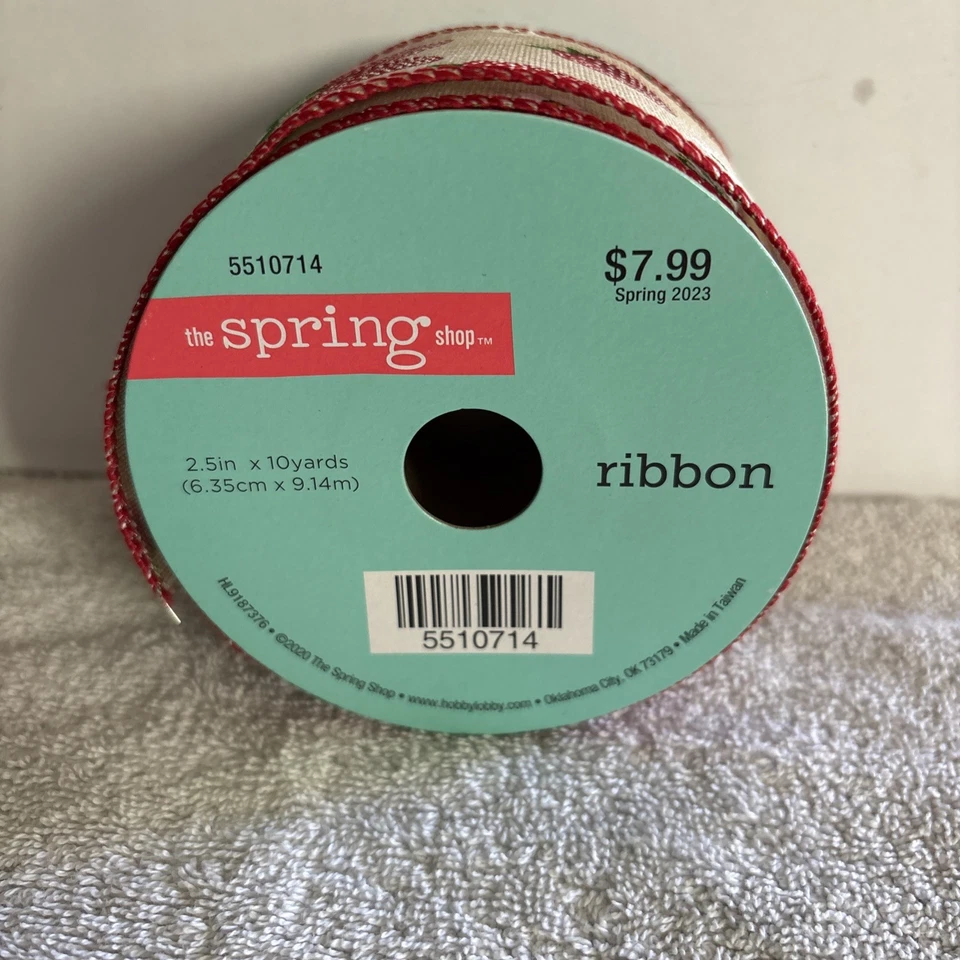 5510714
$7.99
Spring 2023
the spring shop™
2.5in x 10yards
(6.35cm x 9.14m)
ribbon
5510714
HL9187376 • ©2020 The Spring Shop • www.hobbylobby.com • Oklahoma City, OK 73179 • Made in Taiwan